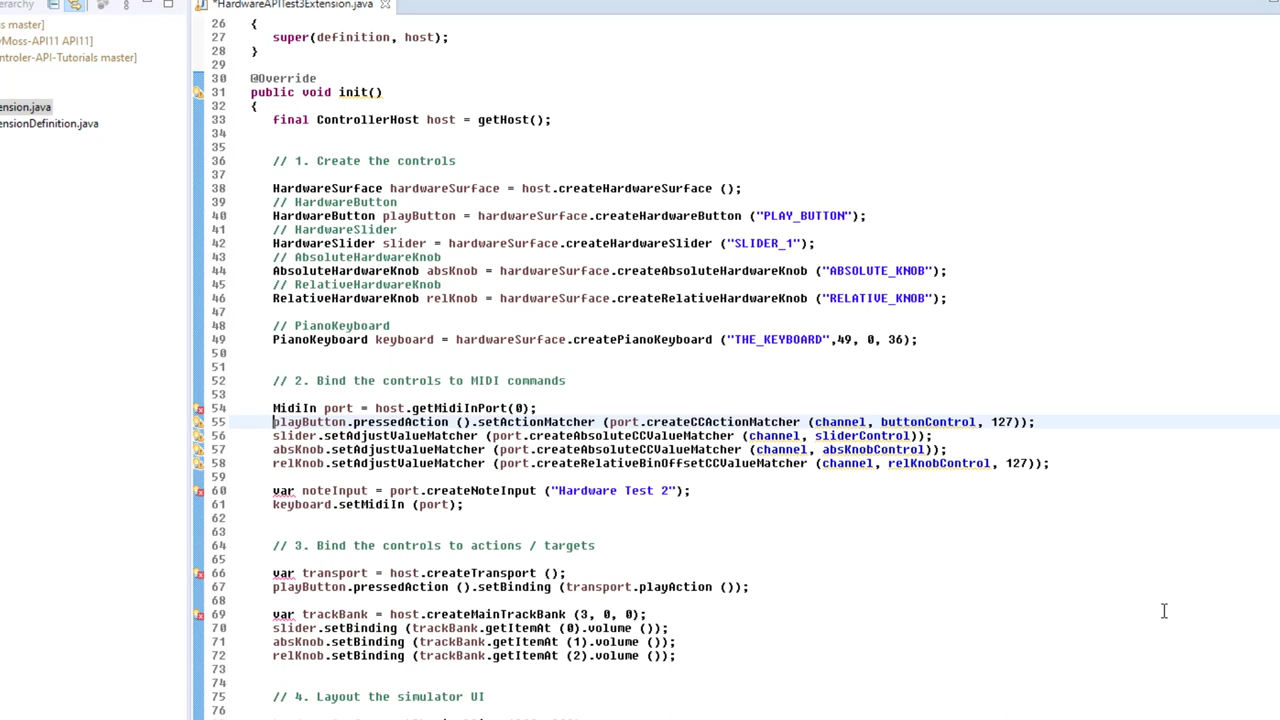 erarchy
*HardwareAPITest3Extension.java
s master]
yMoss-API11 API11]
ontroler-API-Tutorials master]
ension.java
ensionDefinition.java
26 {
27 super(definition, host);
28 }
29
30 @Override
31 public void init()
32 {
33 final ControllerHost host = getHost();
34
35
36 // 1. Create the controls
37
38 HardwareSurface hardwareSurface = host.createHardwareSurface ();
39 // HardwareButton
40 HardwareButton playButton = hardwareSurface.createHardwareButton ("PLAY_BUTTON");
41 // HardwareSlider
42 HardwareSlider slider = hardwareSurface.createHardwareSlider ("SLIDER_1");
43 // AbsoluteHardwareKnob
44 AbsoluteHardwareKnob absKnob = hardwareSurface.createAbsoluteHardwareKnob ("ABSOLUTE_KNOB");
45 // RelativeHardwareKnob
46 RelativeHardwareKnob relKnob = hardwareSurface.createRelativeHardwareKnob ("RELATIVE_KNOB");
47
48 // PianoKeyboard
49 PianoKeyboard keyboard = hardwareSurface.createPianoKeyboard ("THE_KEYBOARD",49, 0, 36);
50
51
52 // 2. Bind the controls to MIDI commands
53
54 MidiIn port = host.getMidiInPort(0);
55 playButton.pressedAction ().setActionMatcher (port.createCCActionMatcher (channel, buttonControl, 127));
56 slider.setAdjustValueMatcher (port.createAbsoluteCCValueMatcher (channel, sliderControl));
57 absKnob.setAdjustValueMatcher (port.createAbsoluteCCValueMatcher (channel, absKnobControl));
58 relKnob.setAdjustValueMatcher (port.createRelativeBinOffsetCCValueMatcher (channel, relKnobControl, 127));
59
60 var noteInput = port.createNoteInput ("Hardware Test 2");
61 keyboard.setMidiIn (port);
62
63
64 // 3. Bind the controls to actions / targets
65
66 var transport = host.createTransport ();
67 playButton.pressedAction ().setBinding (transport.playAction ());
68
69 var trackBank = host.createMainTrackBank (3, 0, 0);
70 slider.setBinding (trackBank.getItemAt (0).volume ());
71 absKnob.setBinding (trackBank.getItemAt (1).volume ());
72 relKnob.setBinding (trackBank.getItemAt (2).volume ());
73
74
75 // 4. Layout the simulator UI
76